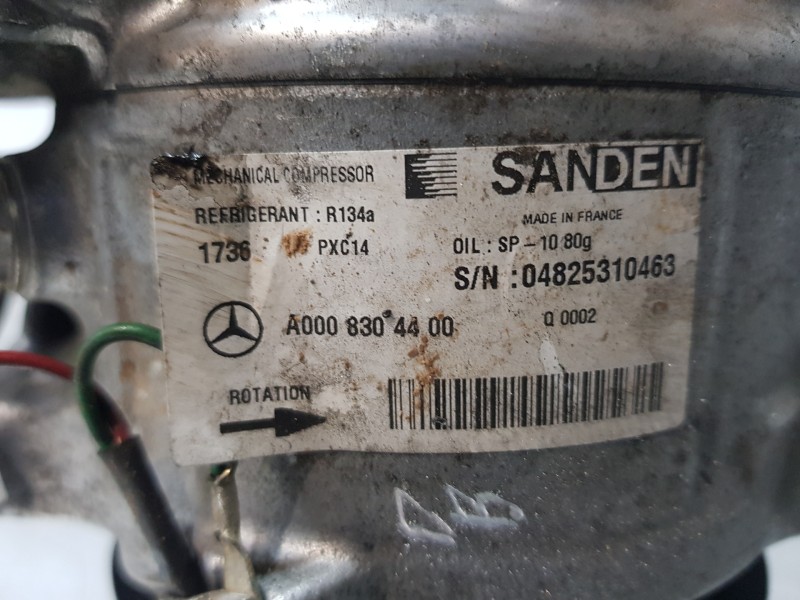 MECHANICAL COMPRESSOR SANDEN
REFRIGERANT : R134a MADE IN FRANCE
1736 PXC14 OIL : SP - 10 80g
S/N : 04825310463
A000 830 44 00 Q 0002
ROTATION